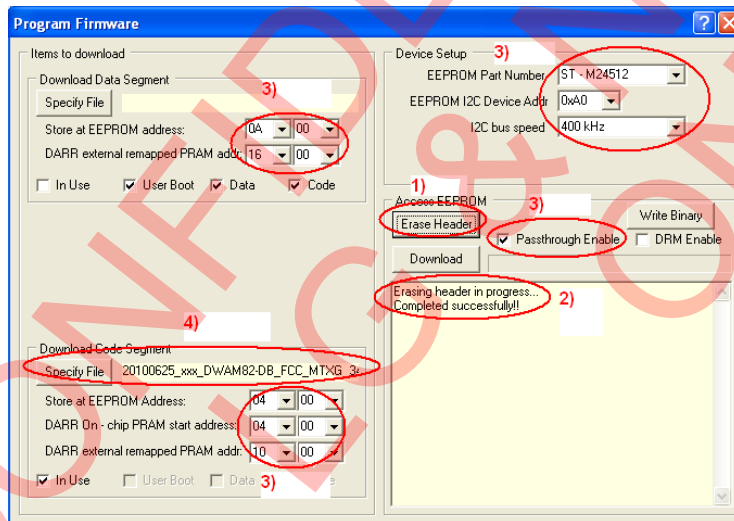 Program Firmware
Items to download
Download Data Segment
Specify File
3)
Store at EEPROM address:
0A 00
DARR external remapped PRAM addr:
16 00
In Use User Boot Data Code
4)
Download Code Segment
Specify File 20100625_xxx_DWAM82-DB_FCC_MTXG_34
Store at EEPROM Address:
04 00
DARR On - chip PRAM start address:
04 00
DARR external remapped PRAM addr:
10 00
In Use User Boot Data
3)
Device Setup
3)
EEPROM Part Number
ST - M24512
EEPROM I2C Device Addr
0xA0
I2C bus speed
400 kHz
1)
Access EEPROM
Erase Header
3)
Passthrough Enable
Write Binary
DRM Enable
Download
Erasing header in progress...
Completed successfully!!
2)